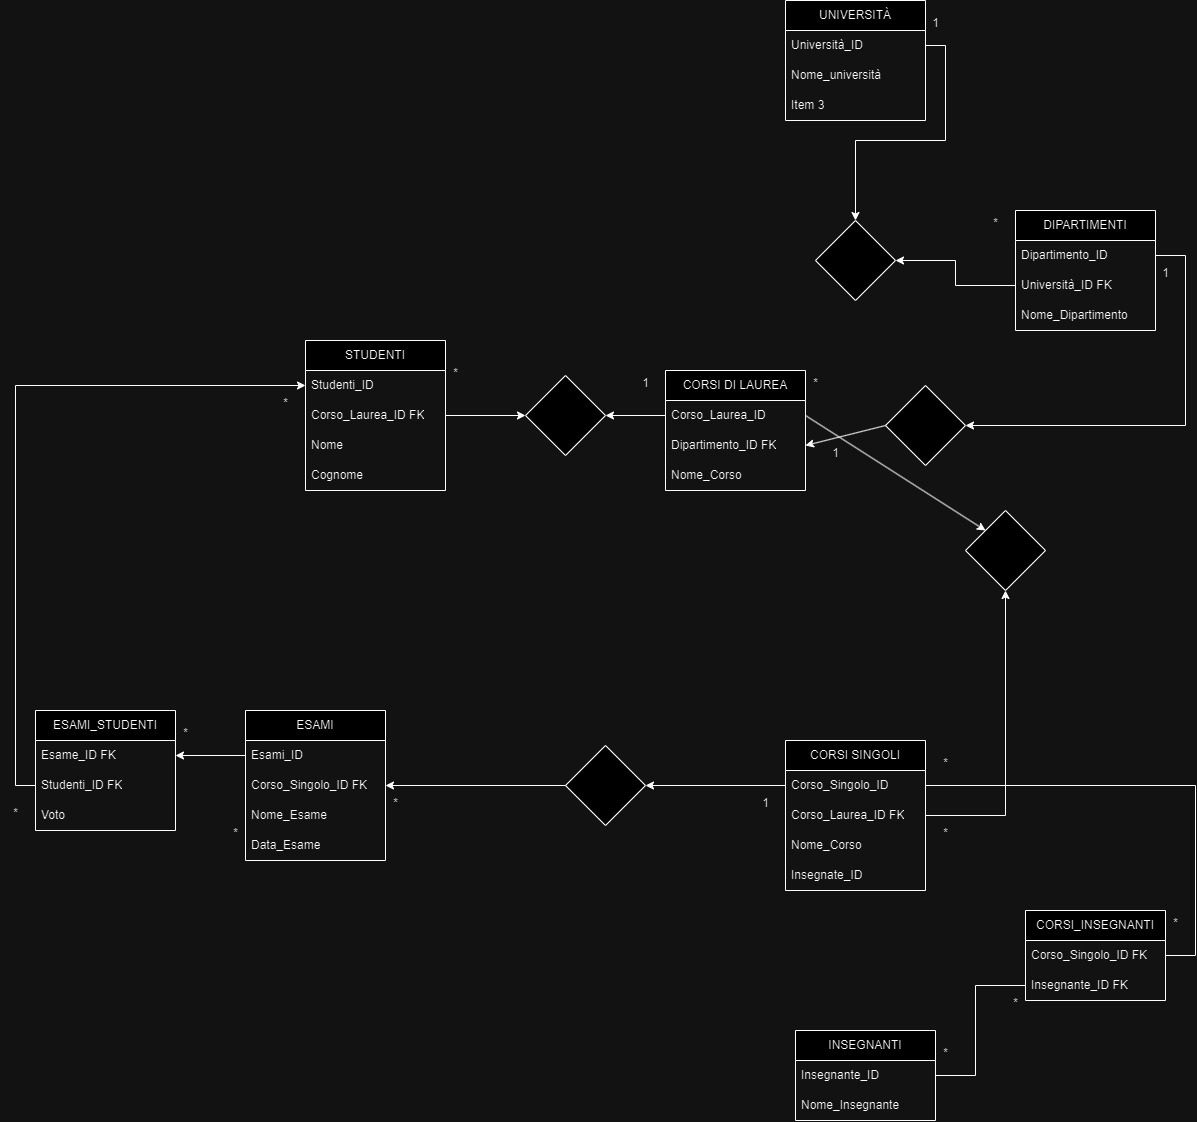 UNIVERSITÀ
1
Università_ID
Nome_università
Item 3
*
DIPARTIMENTI
Dipartimento_ID
1
Università_ID FK
Nome_Dipartimento
STUDENTI
*
Studenti_ID
*
Corso_Laurea_ID FK
Nome
Cognome
1
CORSI DI LAUREA
*
Corso_Laurea_ID
Dipartimento_ID FK
1
Nome_Corso
ESAMI_STUDENTI
*
Esame_ID FK
Studenti_ID FK
*
Voto
ESAMI
Esami_ID
Corso_Singolo_ID FK
*
Nome_Esame
*
Data_Esame
CORSI SINGOLI
*
Corso_Singolo_ID
1
Corso_Laurea_ID FK
*
Nome_Corso
Insegnate_ID
CORSI_INSEGNANTI
*
Corso_Singolo_ID FK
Insegnante_ID FK
*
INSEGNANTI
*
Insegnante_ID
Nome_Insegnante